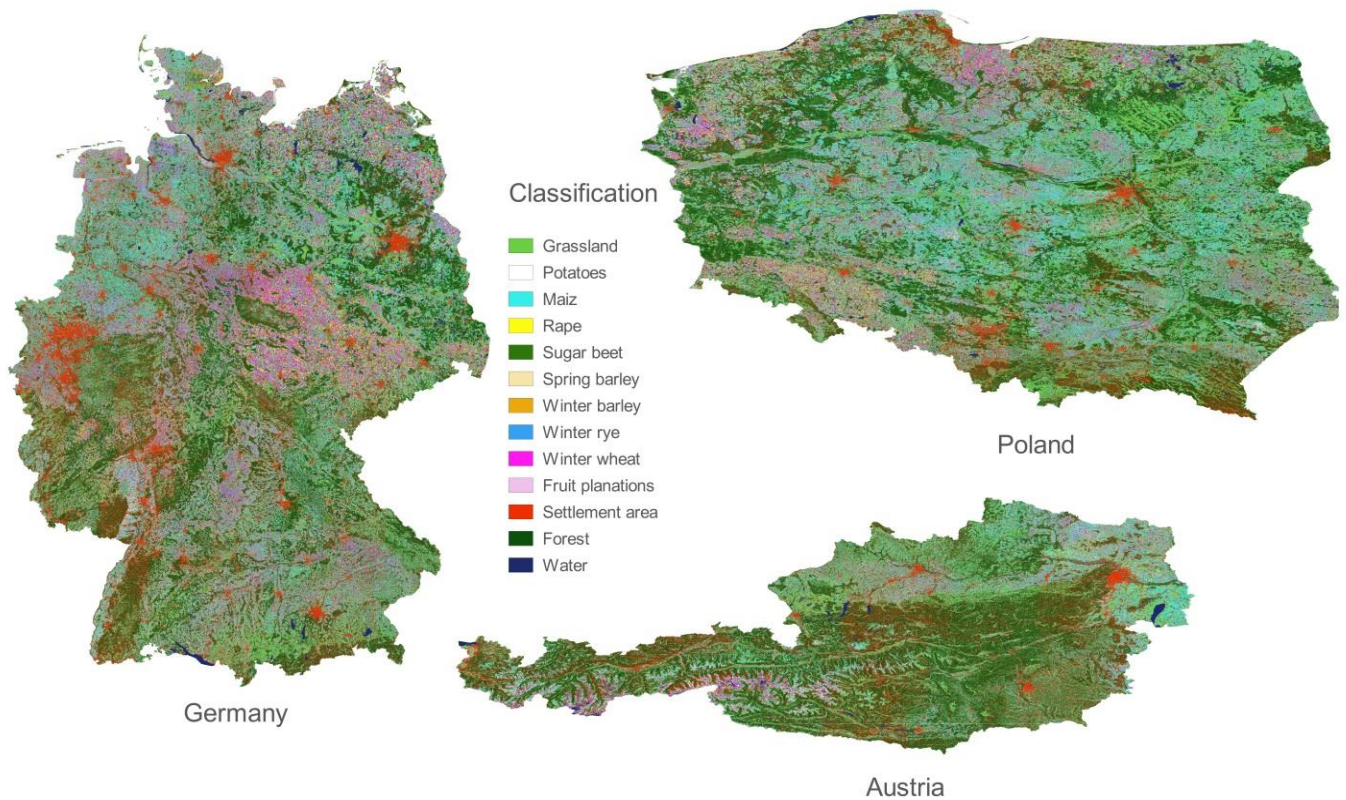 Classification
Grassland
Potatoes
Maiz
Rape
Sugar beet
Spring barley
Winter barley
Winter rye
Winter wheat
Fruit planations
Settlement area
Forest
Water
Germany
Poland
Austria